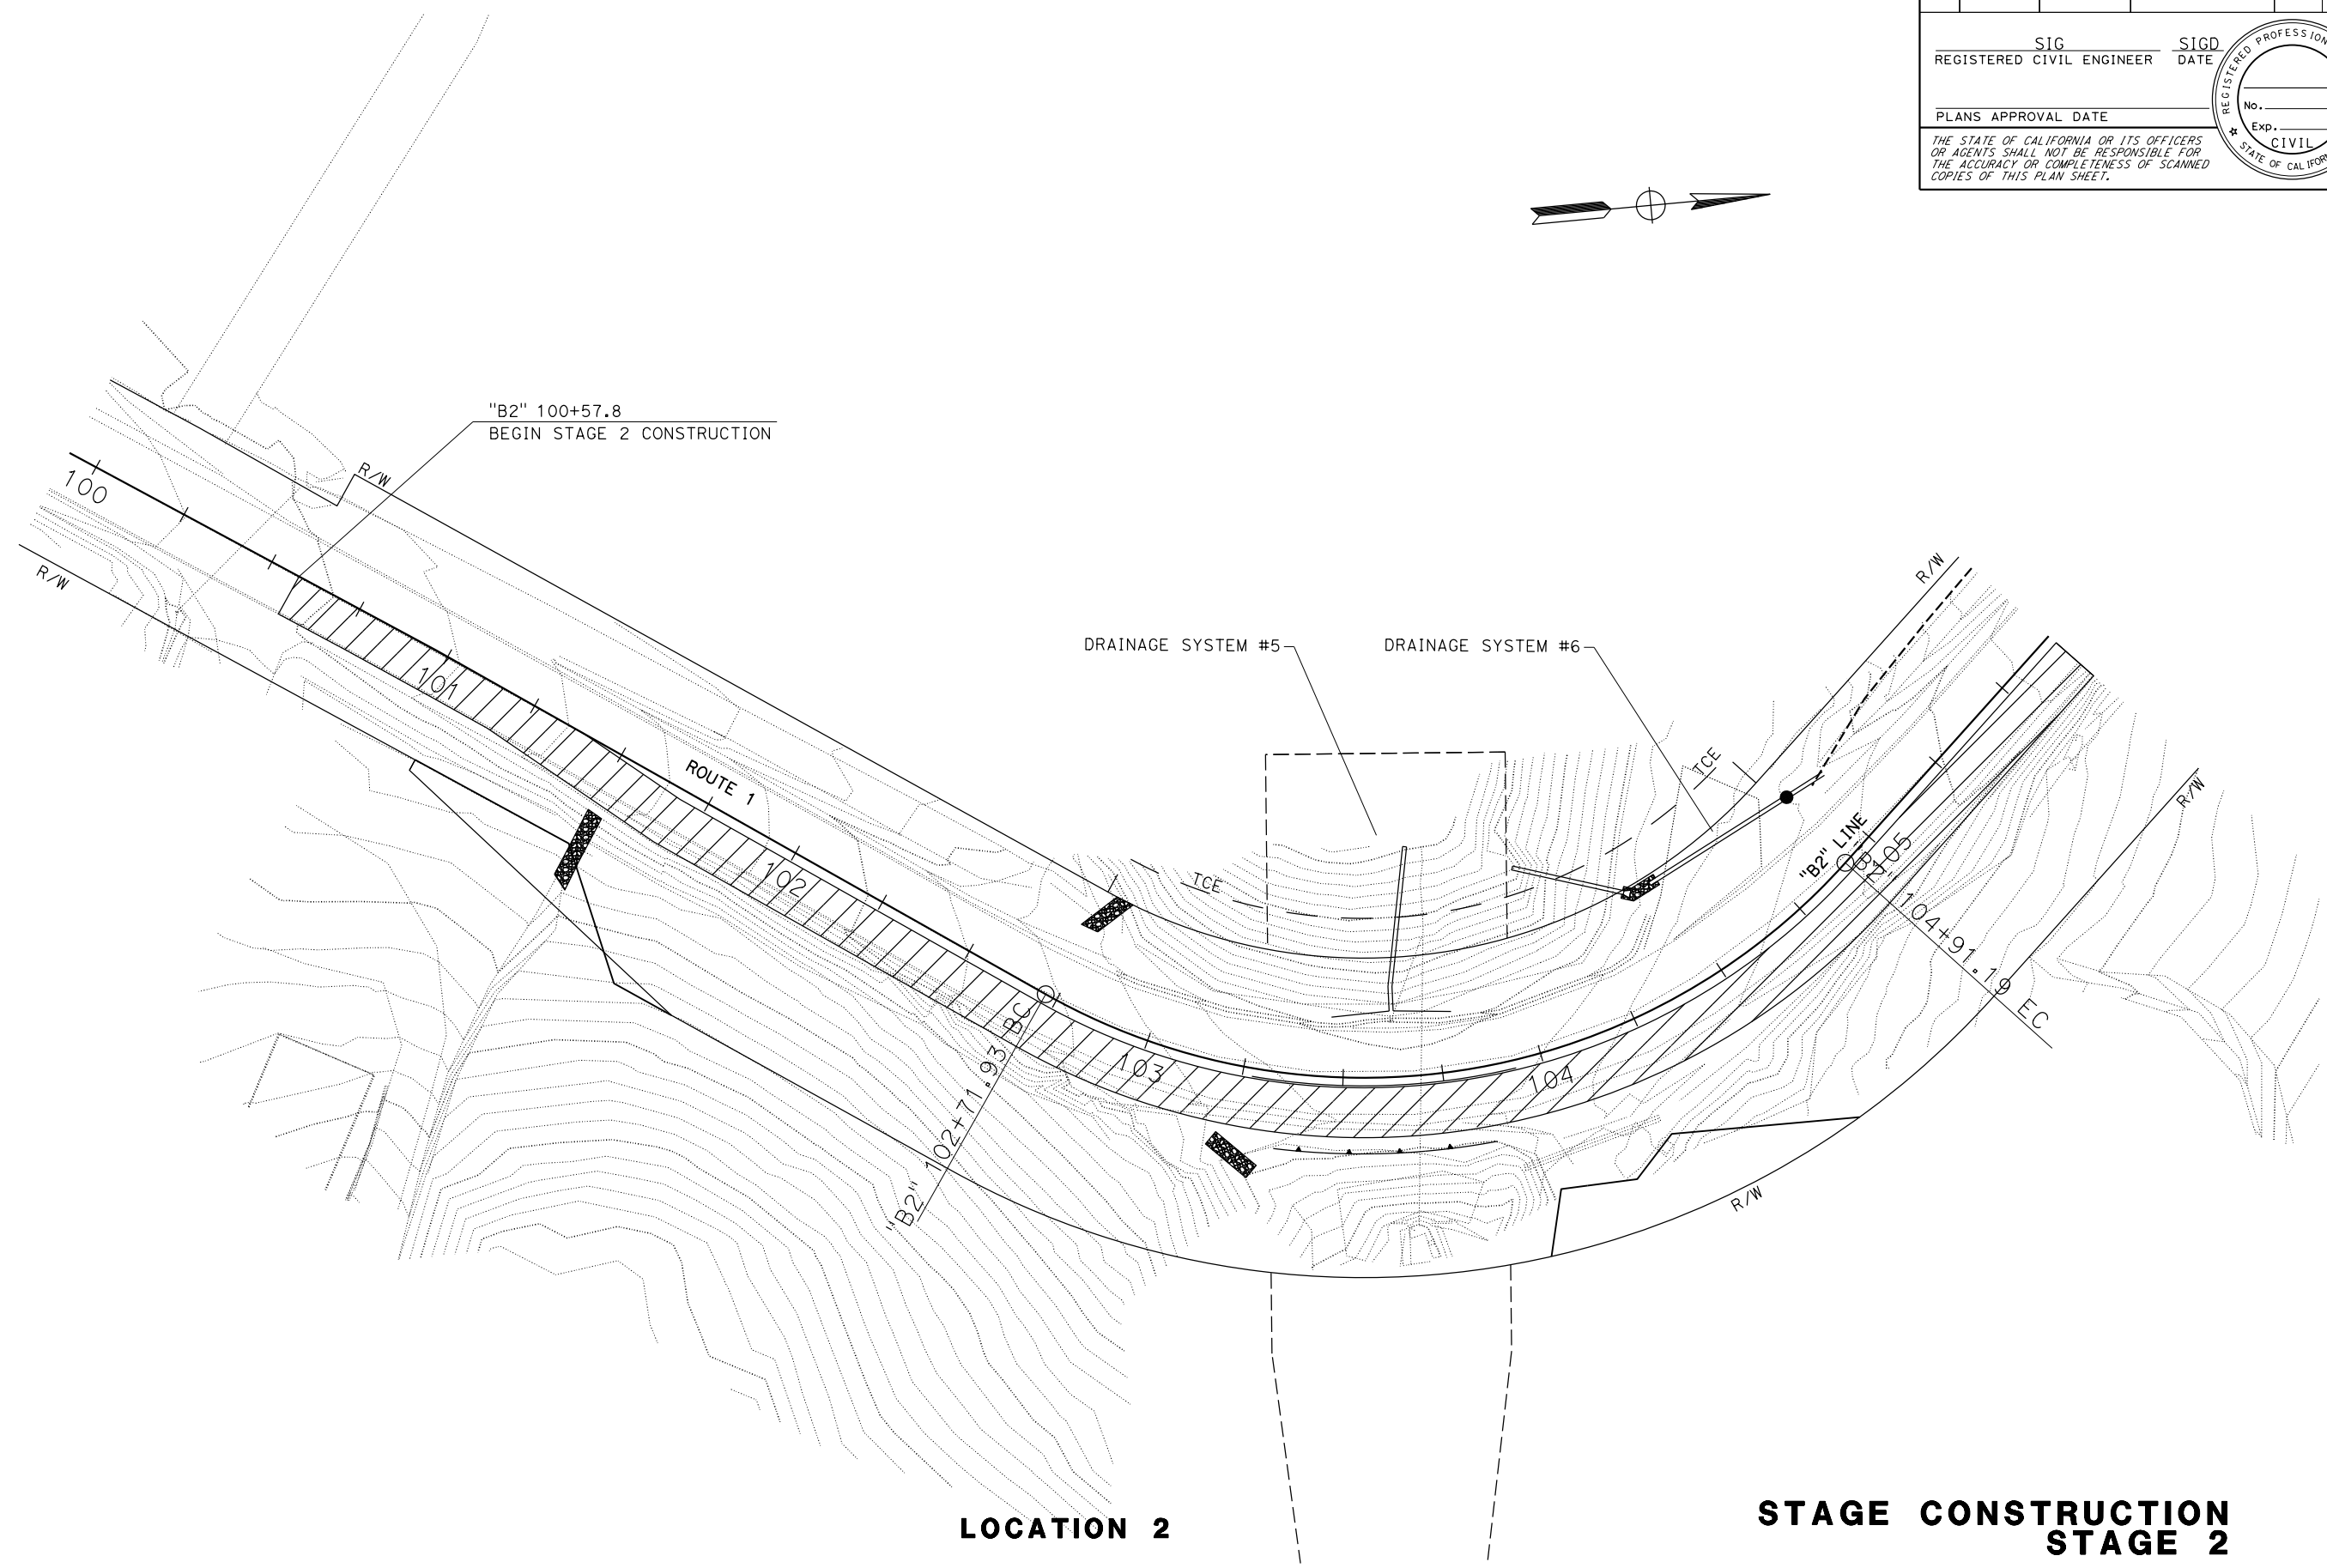 SIG
SIGD
REGISTERED CIVIL ENGINEER
DATE
PLANS APPROVAL DATE
REGISTERED
No.
Exp.
CIVIL
STATE OF
THE STATE OF CALIFORNIA OR ITS OFFICERS
OR AGENTS SHALL NOT BE RESPONSIBLE FOR
THE ACCURACY OR COMPLETENESS OF SCANNED
COPIES OF THIS PLAN SHEET.
"B2" 100+57.8
BEGIN STAGE 2 CONSTRUCTION
R/W
100
R/W
101
ROUTE 1
102
DRAINAGE SYSTEM #5
DRAINAGE SYSTEM #6
TCE
TCE
R/W
"B2" LINE
105
"B2" 104+91.19 EC
R/W
"B2" 102+71.93 BC
103
104
R/W
LOCATION 2
STAGE CONSTRUCTION
STAGE 2